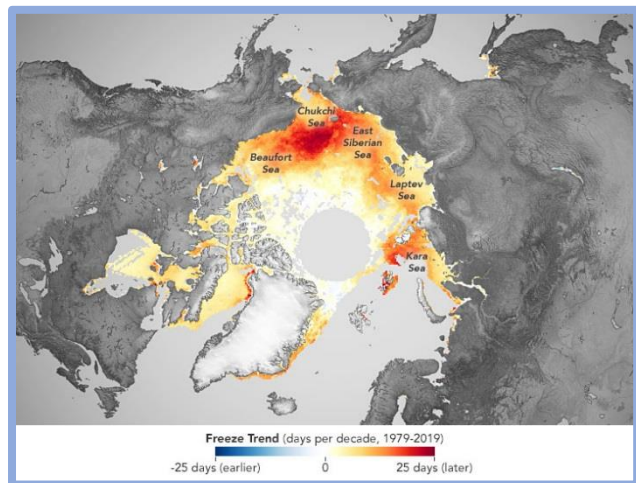 Chukchi
Sea
East
Siberian
Sea
Beaufort
Sea
Laptev
Sea
Kara
Sea
Freeze Trend (days per decade, 1979-2019)
-25 days (earlier)
0
25 days (later)